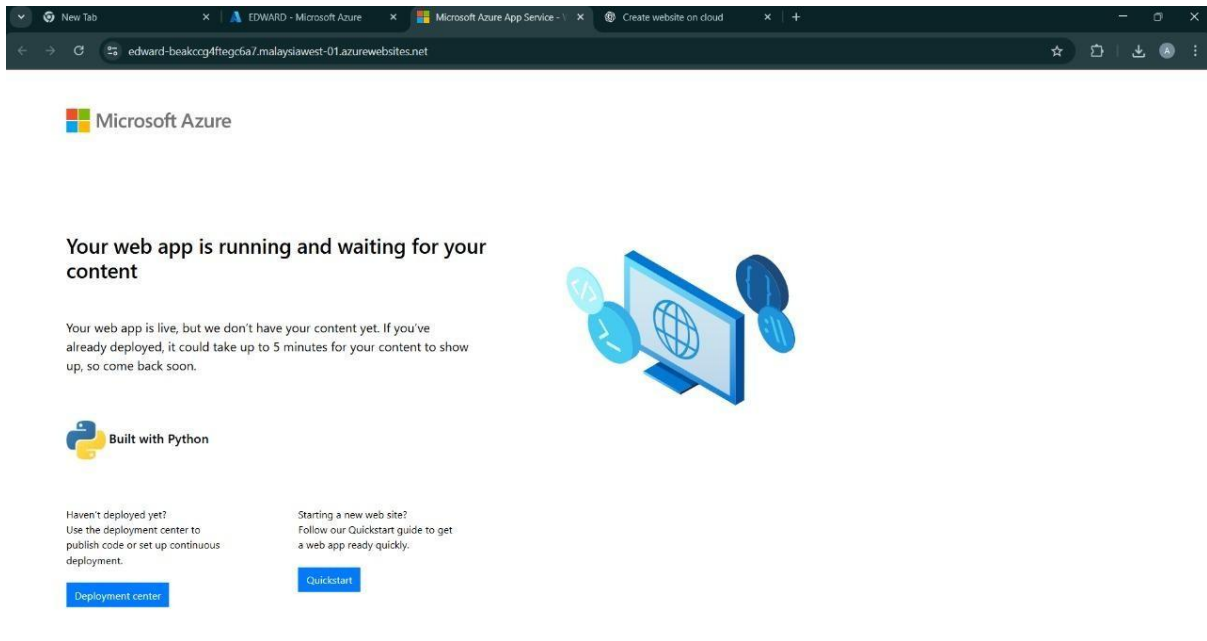 New Tab
EDWARD - Microsoft Azure
Microsoft Azure App Service -
Create website on cloud
edward-beakccg4ftegc6a7.malaysiawest-01.azurewebsites.net
A
Microsoft Azure
Your web app is running and waiting for your
content
Your web app is live, but we don't have your content yet. If you've
already deployed, it could take up to 5 minutes for your content to show
up, so come back soon.
Built with Python
Haven't deployed yet?
Use the deployment center to
publish code or set up continuous
deployment.
Deployment center
Starting a new web site?
Follow our Quickstart guide to get
a web app ready quickly.
Quickstart